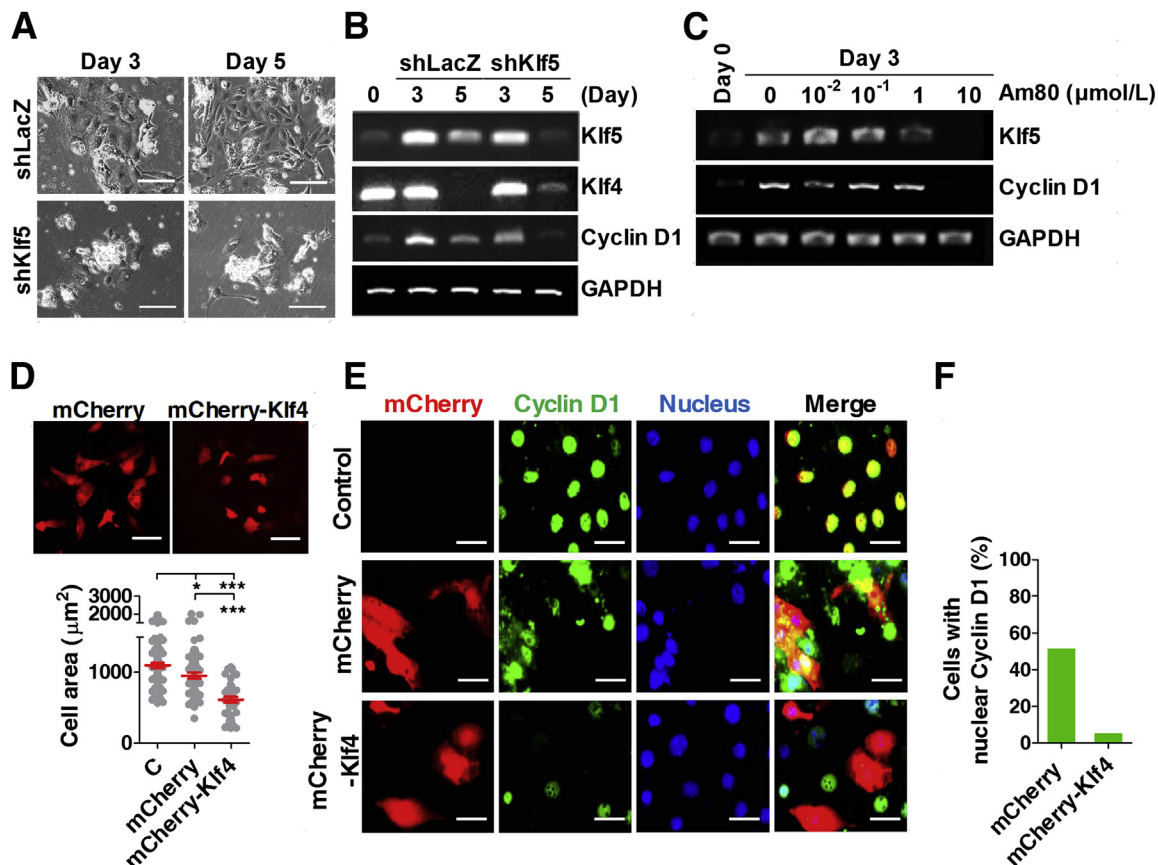 A
Day 3
Day 5
shLacZ
shKlf5
B
shLacZ shKlf5
0 3 5 3 5 (Day)
Klf5
Klf4
Cyclin D1
GAPDH
C
Day 0
Day 3
0 10-2 10-1 1 10 Am80 (µmol/L)
Klf5
Cyclin D1
GAPDH
D
mCherry mCherry-Klf4
* ***
***
Cell area (µm2)
3000
2000
1000
0
C
mCherry
mCherry-Klf4
E
mCherry Cyclin D1 Nucleus Merge
Control
mCherry
mCherry
-Klf4
F
Cells with
nuclear Cyclin D1 (%)
100
80
60
40
20
0
mCherry
mCherry-Klf4